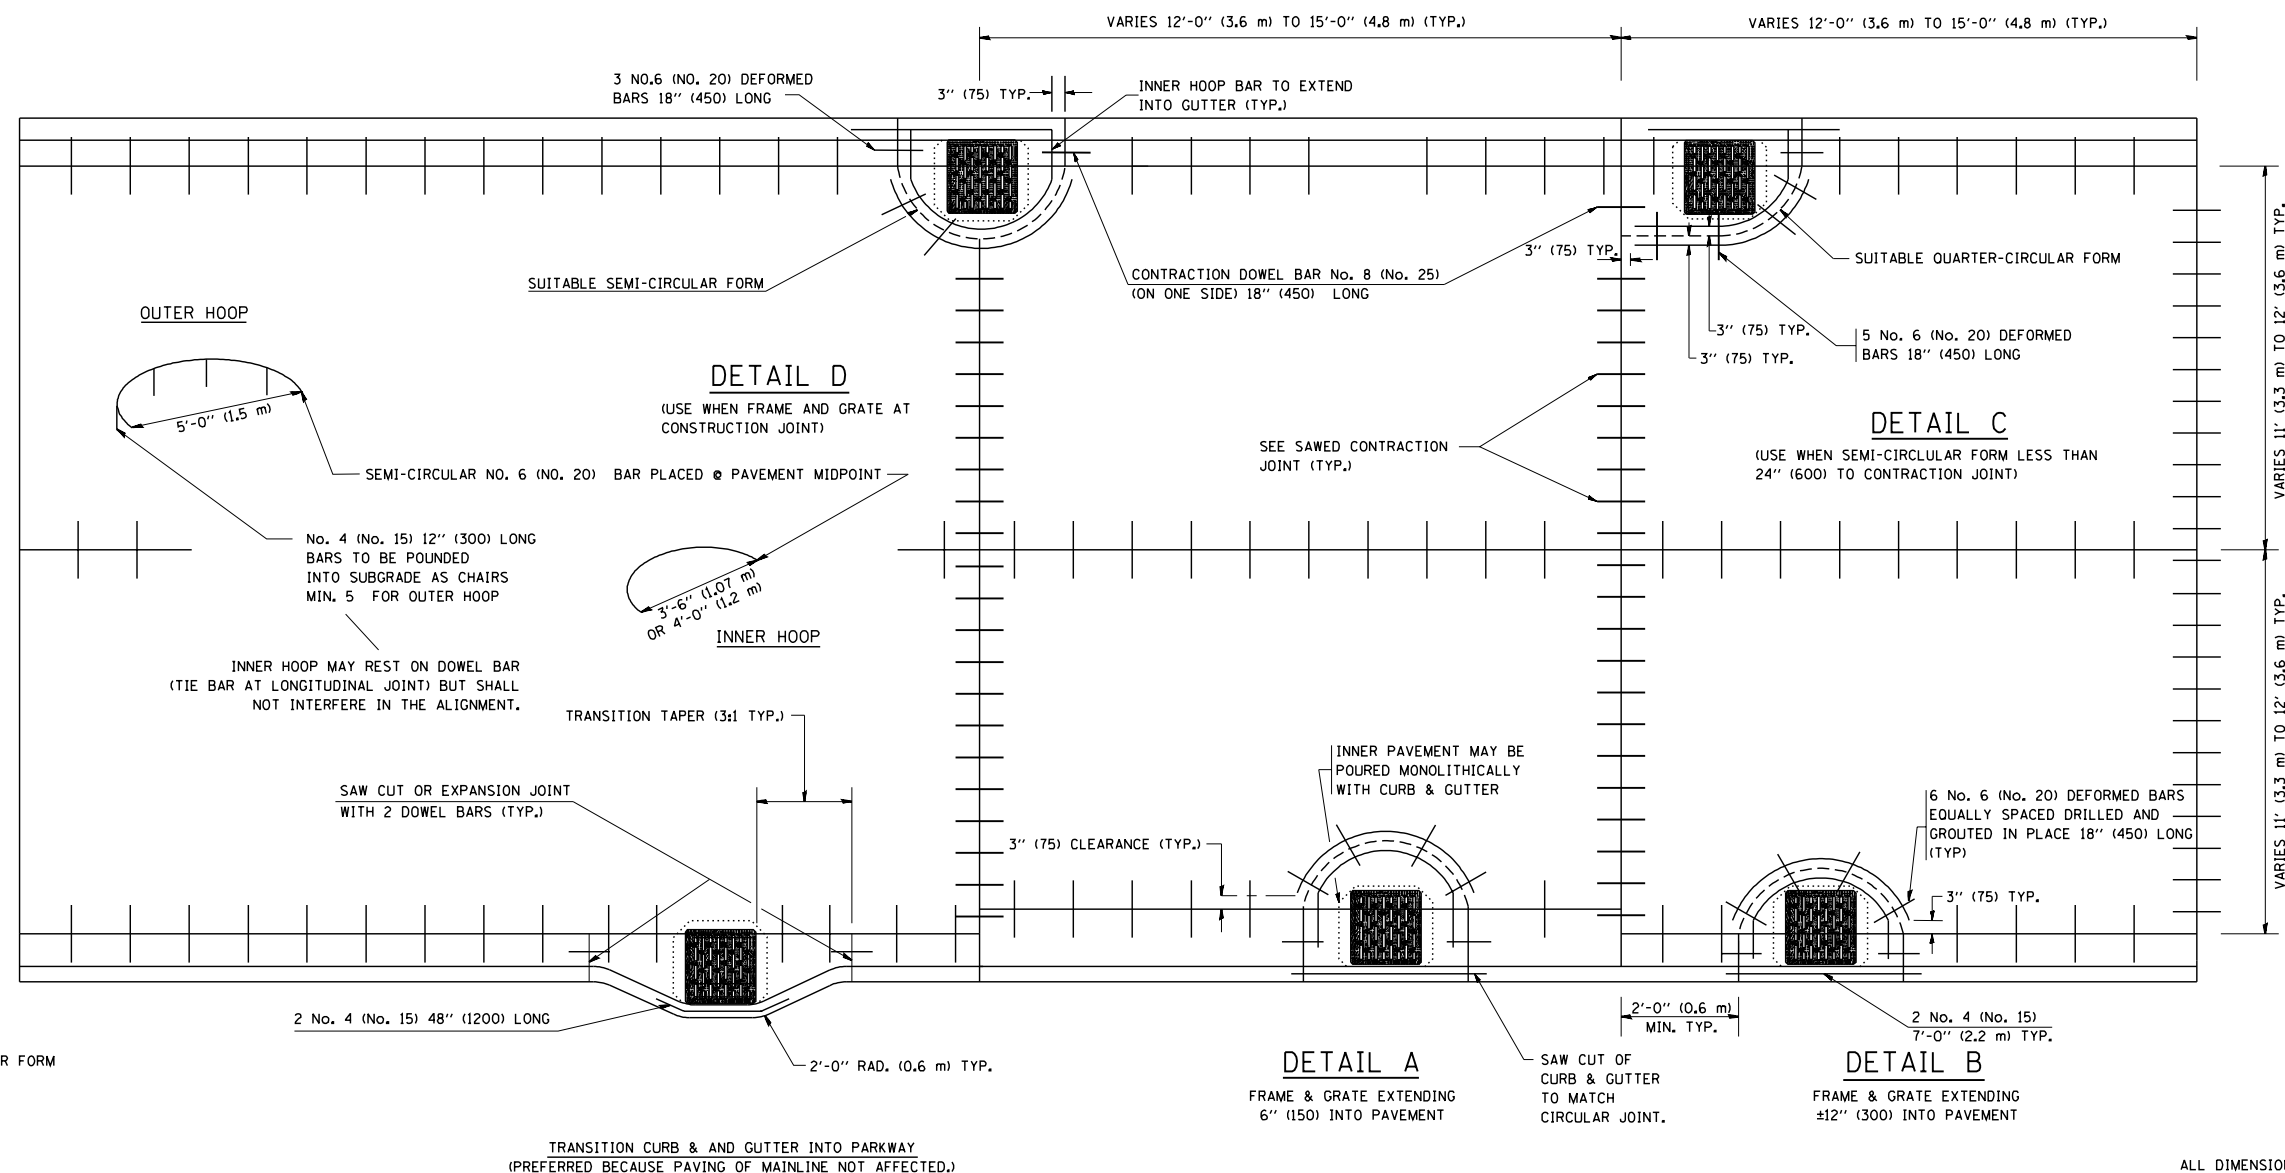 VARIES 12'-0" (3.6 m) TO 15'-0" (4.8 m) (TYP.)
VARIES 12'-0" (3.6 m) TO 15'-0" (4.8 m) (TYP.)
3 NO.6 (NO. 20) DEFORMED
BARS 18" (450) LONG
3" (75) TYP.
INNER HOOP BAR TO EXTEND
INTO GUTTER (TYP.)
SUITABLE SEMI-CIRCULAR FORM
CONTRACTION DOWEL BAR No. 8 (No. 25)
(ON ONE SIDE) 18" (450) LONG
3" (75) TYP.
SUITABLE QUARTER-CIRCULAR FORM
3" (75) TYP.
3" (75) TYP.
5 No. 6 (No. 20) DEFORMED
BARS 18" (450) LONG
VARIES 11' (3.3 m) TO 12' (3.6 m) TYP.
OUTER HOOP
5'-0" (1.5 m)
DETAIL D
(USE WHEN FRAME AND GRATE AT
CONSTRUCTION JOINT)
SEMI-CIRCULAR NO. 6 (NO. 20) BAR PLACED @ PAVEMENT MIDPOINT
SEE SAWED CONTRACTION
JOINT (TYP.)
DETAIL C
(USE WHEN SEMI-CIRCLULAR FORM LESS THAN
24" (600) TO CONTRACTION JOINT)
No. 4 (No. 15) 12" (300) LONG
BARS TO BE POUNDED
INTO SUBGRADE AS CHAIRS
MIN. 5 FOR OUTER HOOP
3'-6" (1.07 m)
OR 4'-0" (1.2 m)
INNER HOOP
INNER HOOP MAY REST ON DOWEL BAR
(TIE BAR AT LONGITUDINAL JOINT) BUT SHALL
NOT INTERFERE IN THE ALIGNMENT.
VARIES 11' (3.3 m) TO 12' (3.6 m) TYP.
TRANSITION TAPER (3:1 TYP.)
SAW CUT OR EXPANSION JOINT
WITH 2 DOWEL BARS (TYP.)
INNER PAVEMENT MAY BE
POURED MONOLITHICALLY
WITH CURB & GUTTER
3" (75) CLEARANCE (TYP.)
6 No. 6 (No. 20) DEFORMED BARS
EQUALLY SPACED DRILLED AND
GROUTED IN PLACE 18" (450) LONG
(TYP)
3" (75) TYP.
2 No. 4 (No. 15) 48" (1200) LONG
2'-0" RAD. (0.6 m) TYP.
2'-0" (0.6 m)
MIN. TYP.
2 No. 4 (No. 15)
7'-0" (2.2 m) TYP.
R FORM
DETAIL A
FRAME & GRATE EXTENDING
6" (150) INTO PAVEMENT
SAW CUT OF
CURB & GUTTER
TO MATCH
CIRCULAR JOINT.
DETAIL B
FRAME & GRATE EXTENDING
±12" (300) INTO PAVEMENT
TRANSITION CURB & AND GUTTER INTO PARKWAY
(PREFERRED BECAUSE PAVING OF MAINLINE NOT AFFECTED.)
ALL DIMENSION